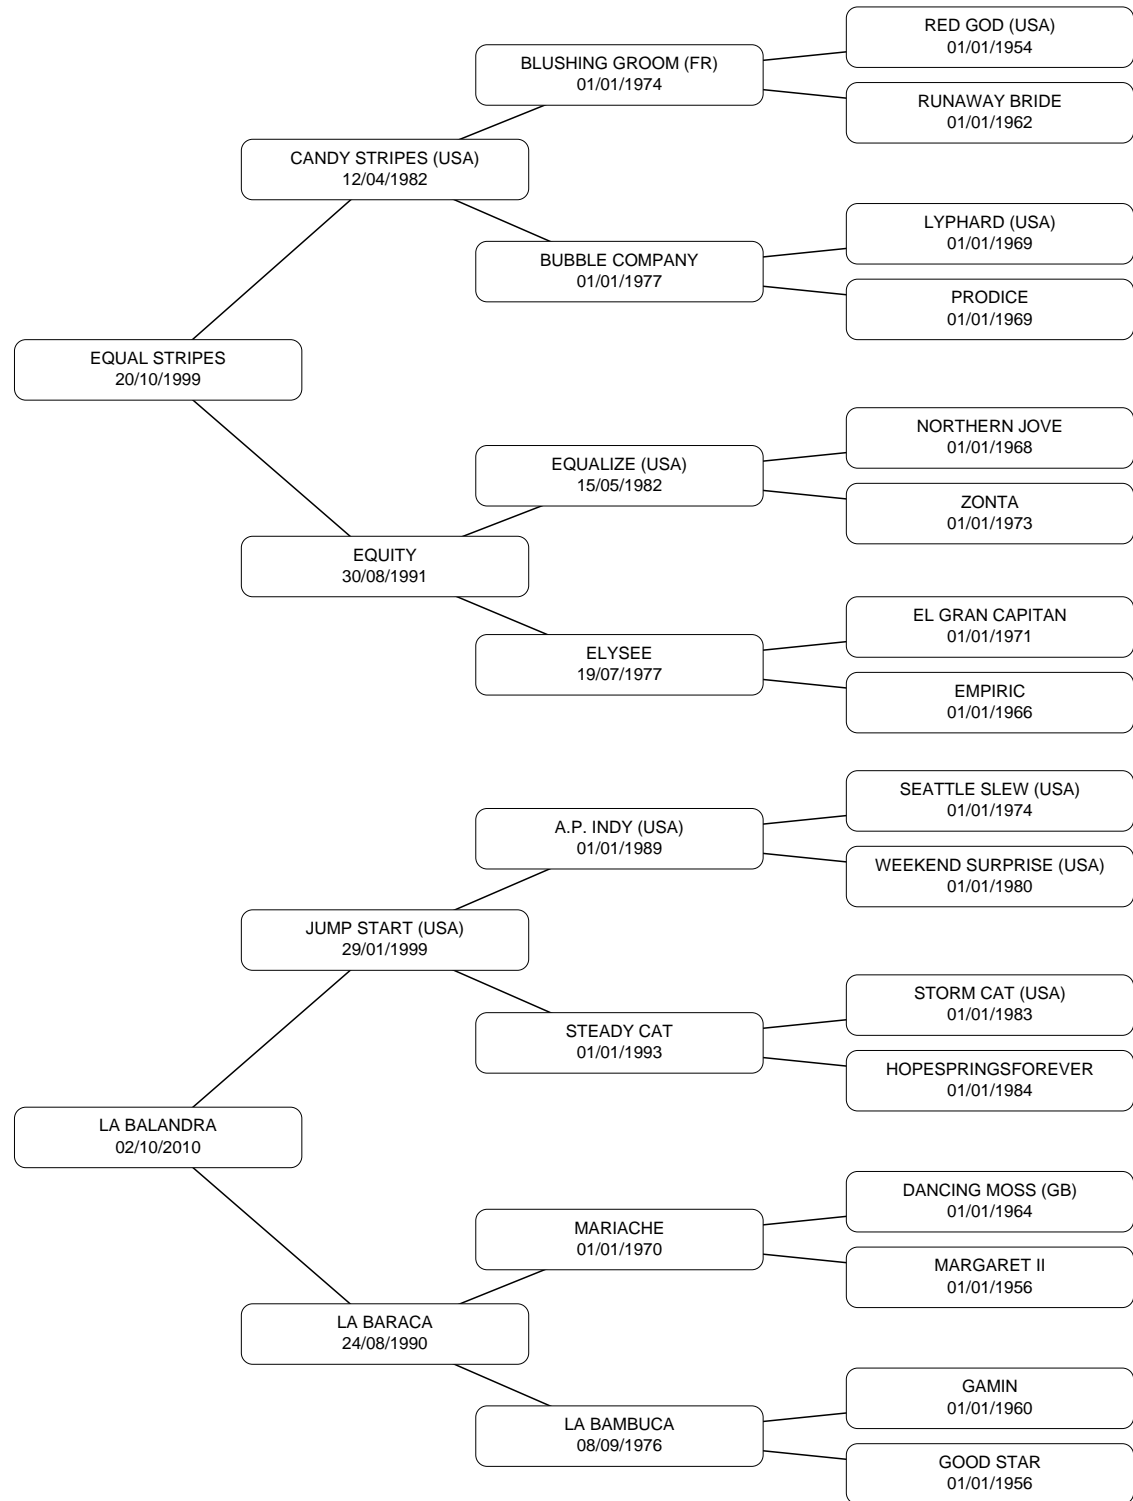 RED GOD (USA)
01/01/1954
BLUSHING GROOM (FR)
01/01/1974
RUNAWAY BRIDE
01/01/1962
CANDY STRIPES (USA)
12/04/1982
LYPHARD (USA)
01/01/1969
BUBBLE COMPANY
01/01/1977
PRODICE
01/01/1969
EQUAL STRIPES
20/10/1999
NORTHERN JOVE
01/01/1968
EQUALIZE (USA)
15/05/1982
ZONTA
01/01/1973
EQUITY
30/08/1991
EL GRAN CAPITAN
01/01/1971
ELYSEE
19/07/1977
EMPIRIC
01/01/1966
SEATTLE SLEW (USA)
01/01/1974
A.P. INDY (USA)
01/01/1989
WEEKEND SURPRISE (USA)
01/01/1980
JUMP START (USA)
29/01/1999
STORM CAT (USA)
01/01/1983
STEADY CAT
01/01/1993
HOPESPRINGSFOREVER
01/01/1984
LA BALANDRA
02/10/2010
DANCING MOSS (GB)
01/01/1964
MARIACHE
01/01/1970
MARGARET II
01/01/1956
LA BARACA
24/08/1990
GAMIN
01/01/1960
LA BAMBUCA
08/09/1976
GOOD STAR
01/01/1956